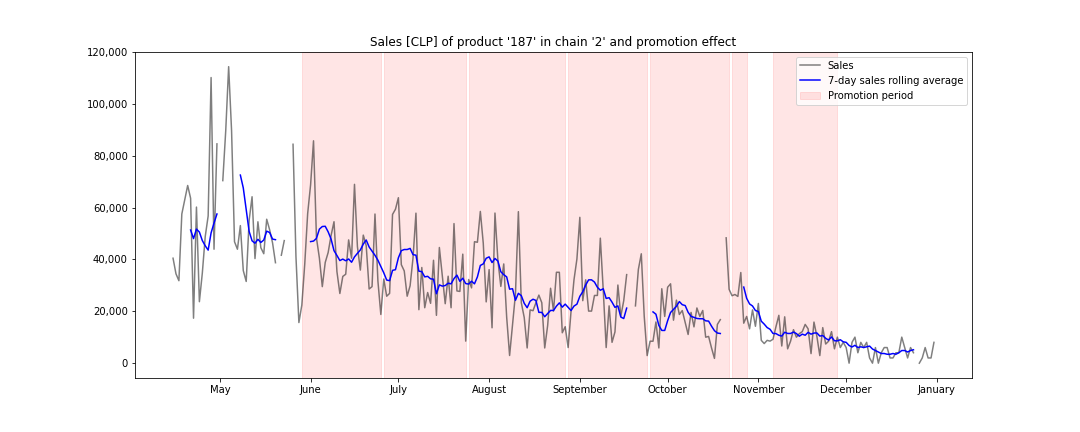 Sales [CLP] of product '187' in chain '2' and promotion effect
120,000
100,000
80,000
60,000
40,000
20,000
0
Sales
7-day sales rolling average
Promotion period
May
June
July
August
September
October
November
December
January